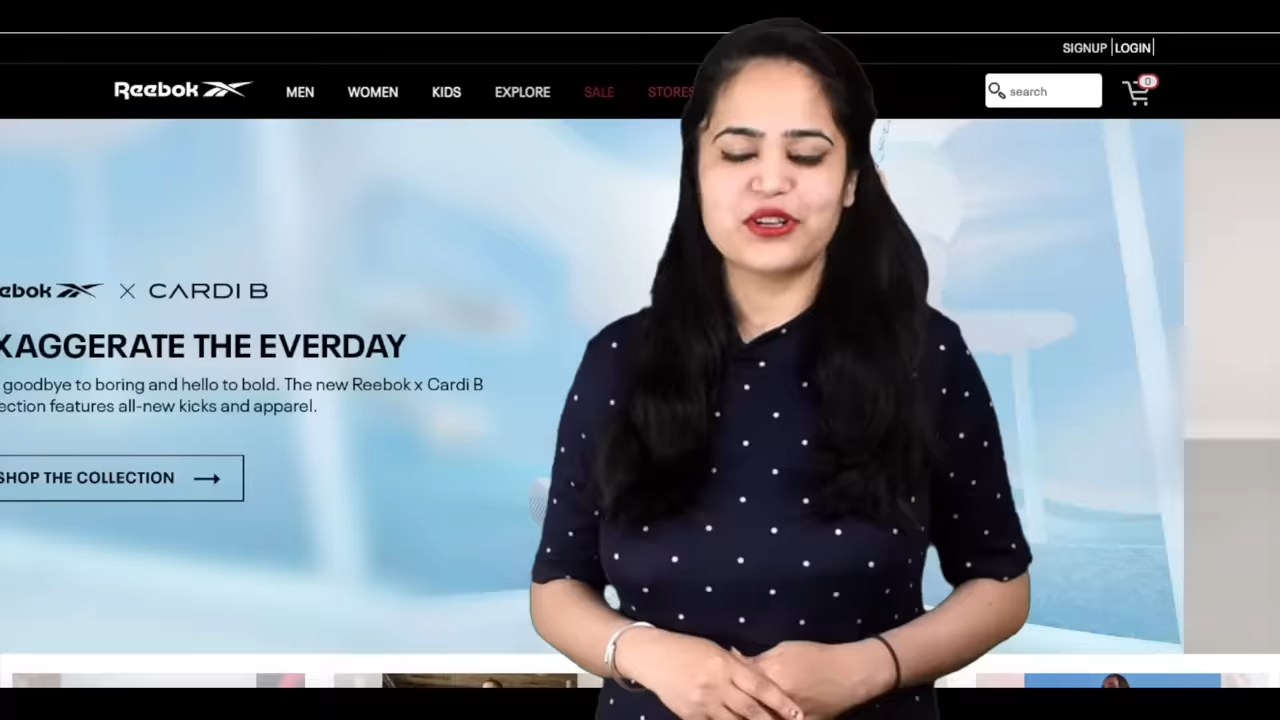 SIGNUP LOGIN
Reebok MEN WOMEN KIDS EXPLORE SALE STORES search 0
ebok X CARDI B
XAGGERATE THE EVERDAY
goodbye to boring and hello to bold. The new Reebok x Cardi B
ection features all-new kicks and apparel.
SHOP THE COLLECTION